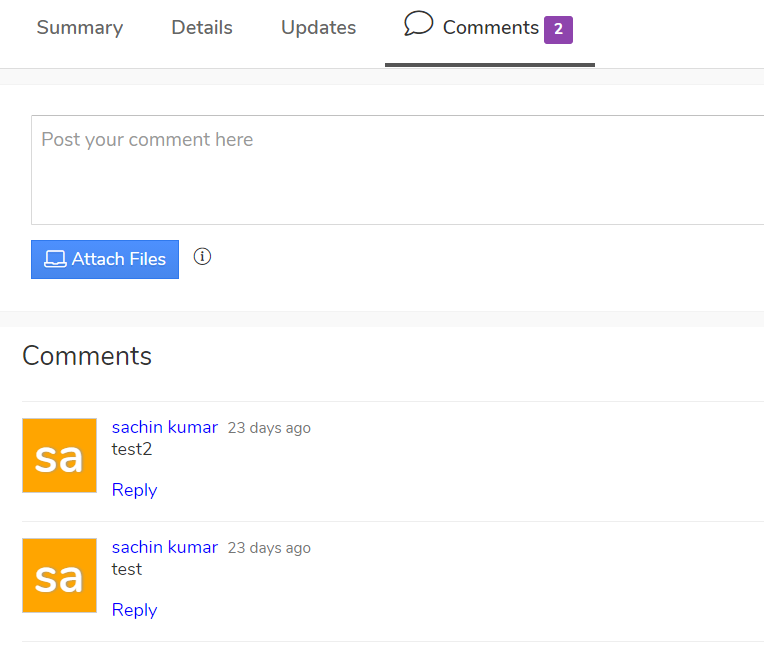 Summary Details Updates Comments 2
Post your comment here
Attach Files
Comments
sa sachin kumar 23 days ago
test2
Reply
sa sachin kumar 23 days ago
test
Reply